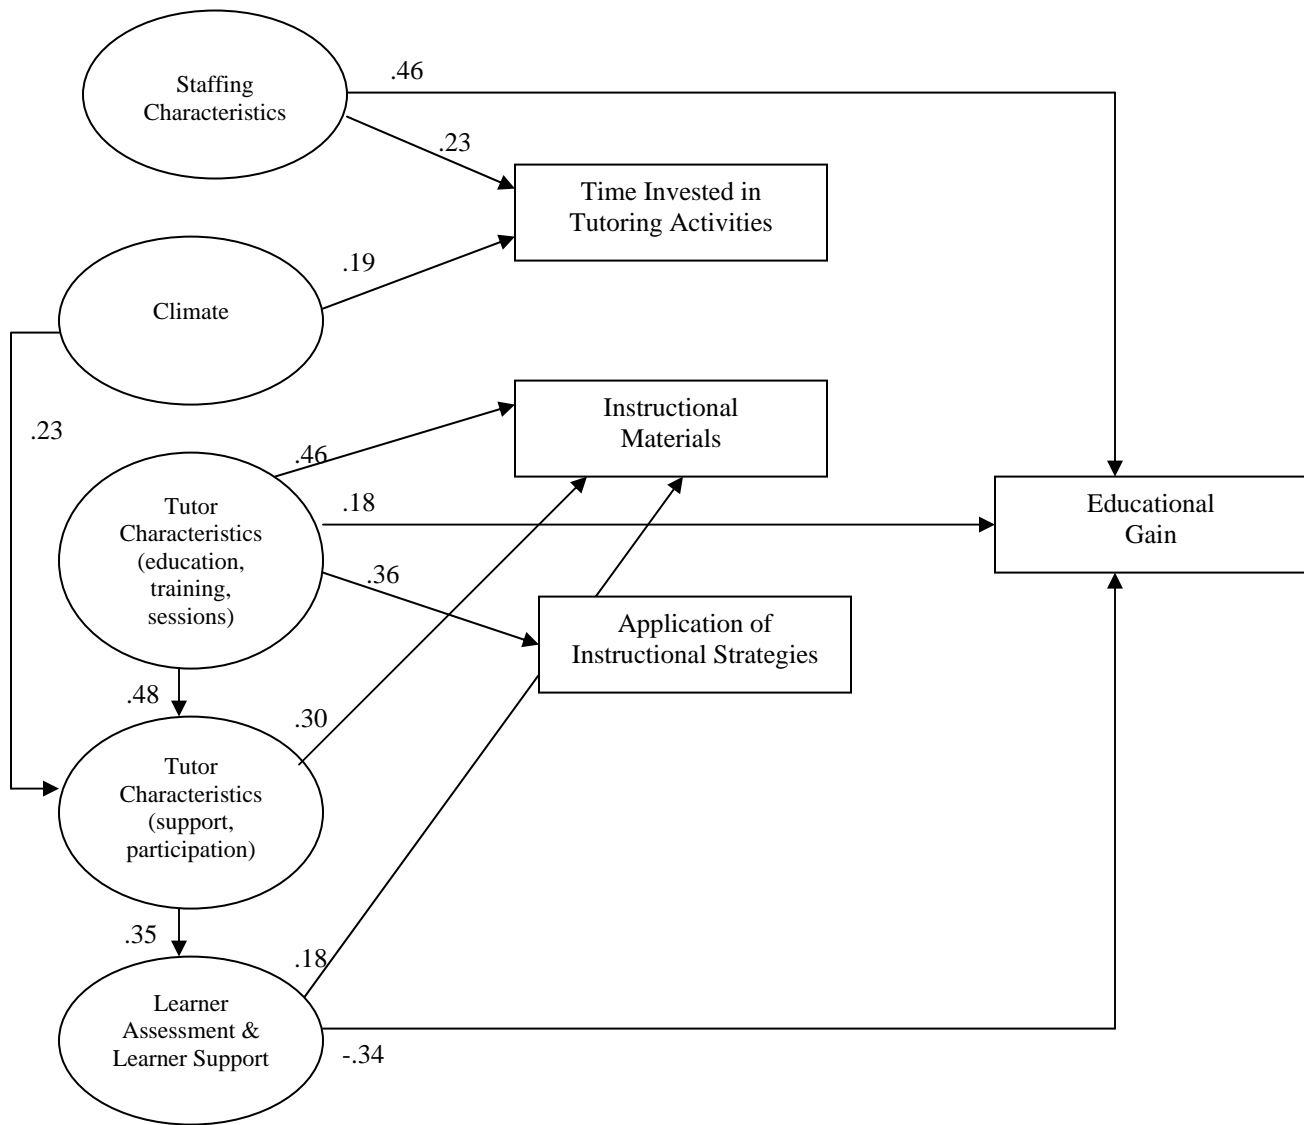 Staffing
Characteristics
.46
.23
Time Invested in
Tutoring Activities
Climate
.19
.23
Instructional
Materials
.46
Tutor
Characteristics
(education,
training,
sessions)
.18
Educational
Gain
.36
Application of
Instructional Strategies
.48
.30
Tutor
Characteristics
(support,
participation)
.35
.18
Learner
Assessment &
Learner Support
-.34